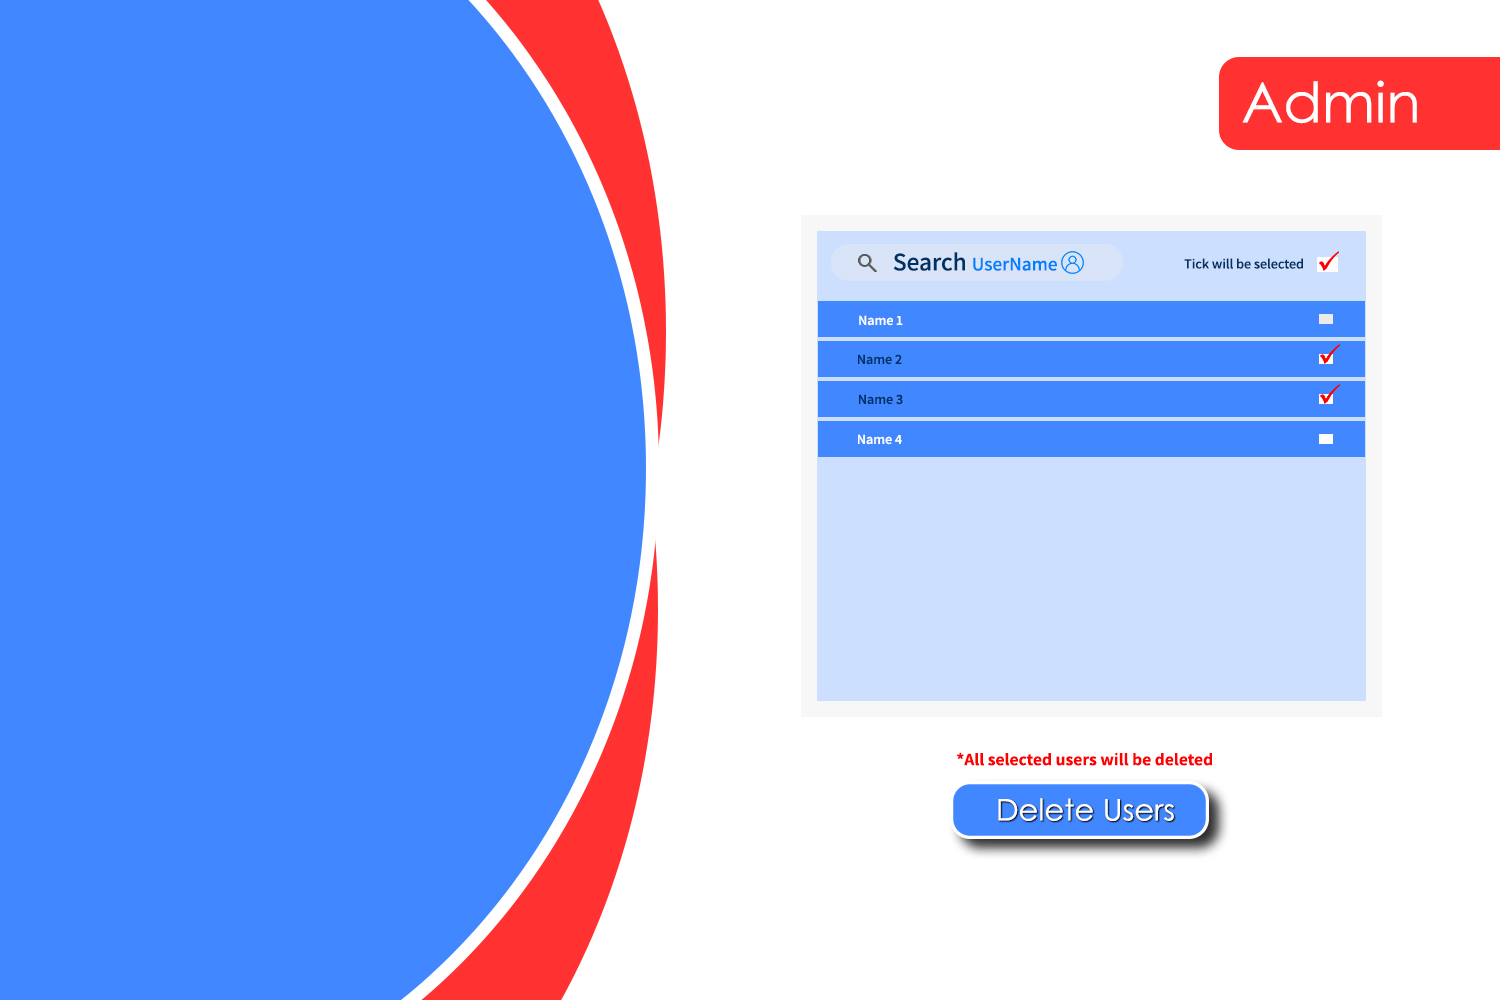 Admin
Search UserName
Tick will be selected
Name 1
Name 2
Name 3
Name 4
*All selected users will be deleted
Delete Users